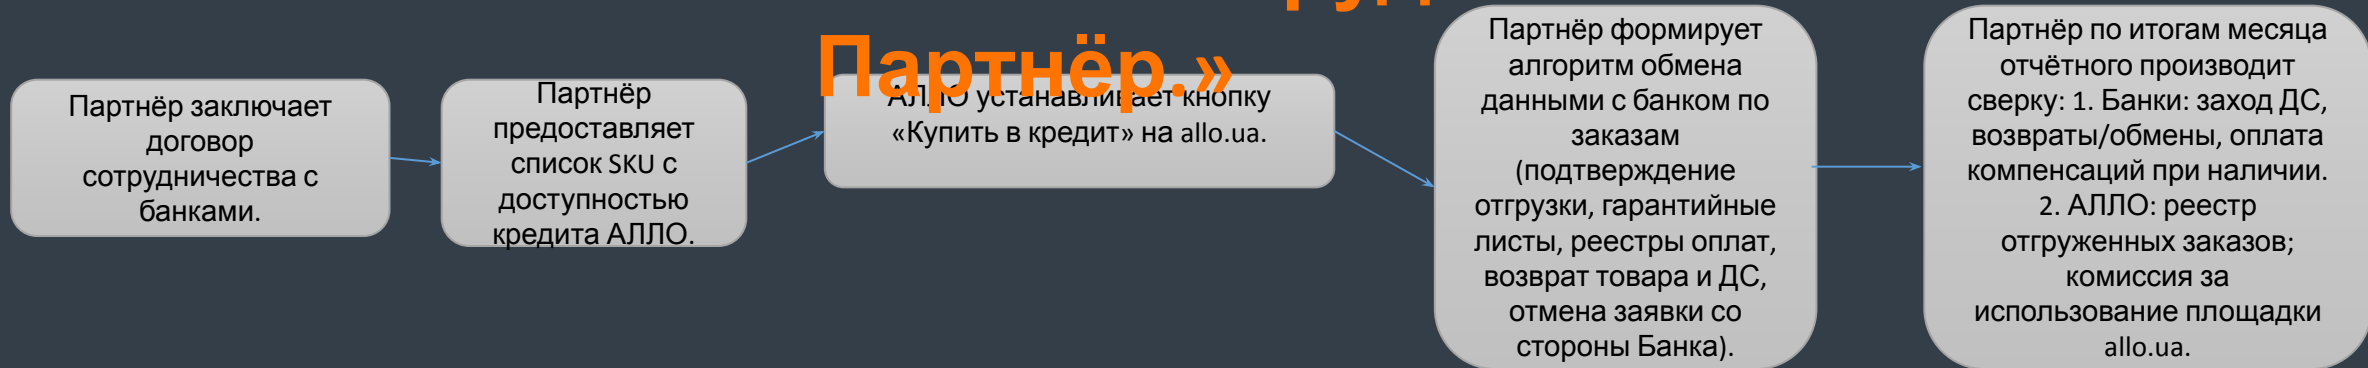 Партнёр.»
Партнёр заключает
договор
сотрудничества с
банками.
Партнёр
предоставляет
список SKU с
доступностью
кредита АЛЛО.
АЛЛО устанавливает кнопку
«Купить в кредит» на allo.ua.
Партнёр формирует
алгоритм обмена
данными с банком по
заказам
(подтверждение
отгрузки, гарантийные
листы, реестры оплат,
возврат товара и ДС,
отмена заявки со
стороны Банка).
Партнёр по итогам месяца
отчётного производит
сверку: 1. Банки: заход ДС,
возвраты/обмены, оплата
компенсаций при наличии.
2. АЛЛО: реестр
отгруженных заказов;
комиссия за
использование площадки
allo.ua.